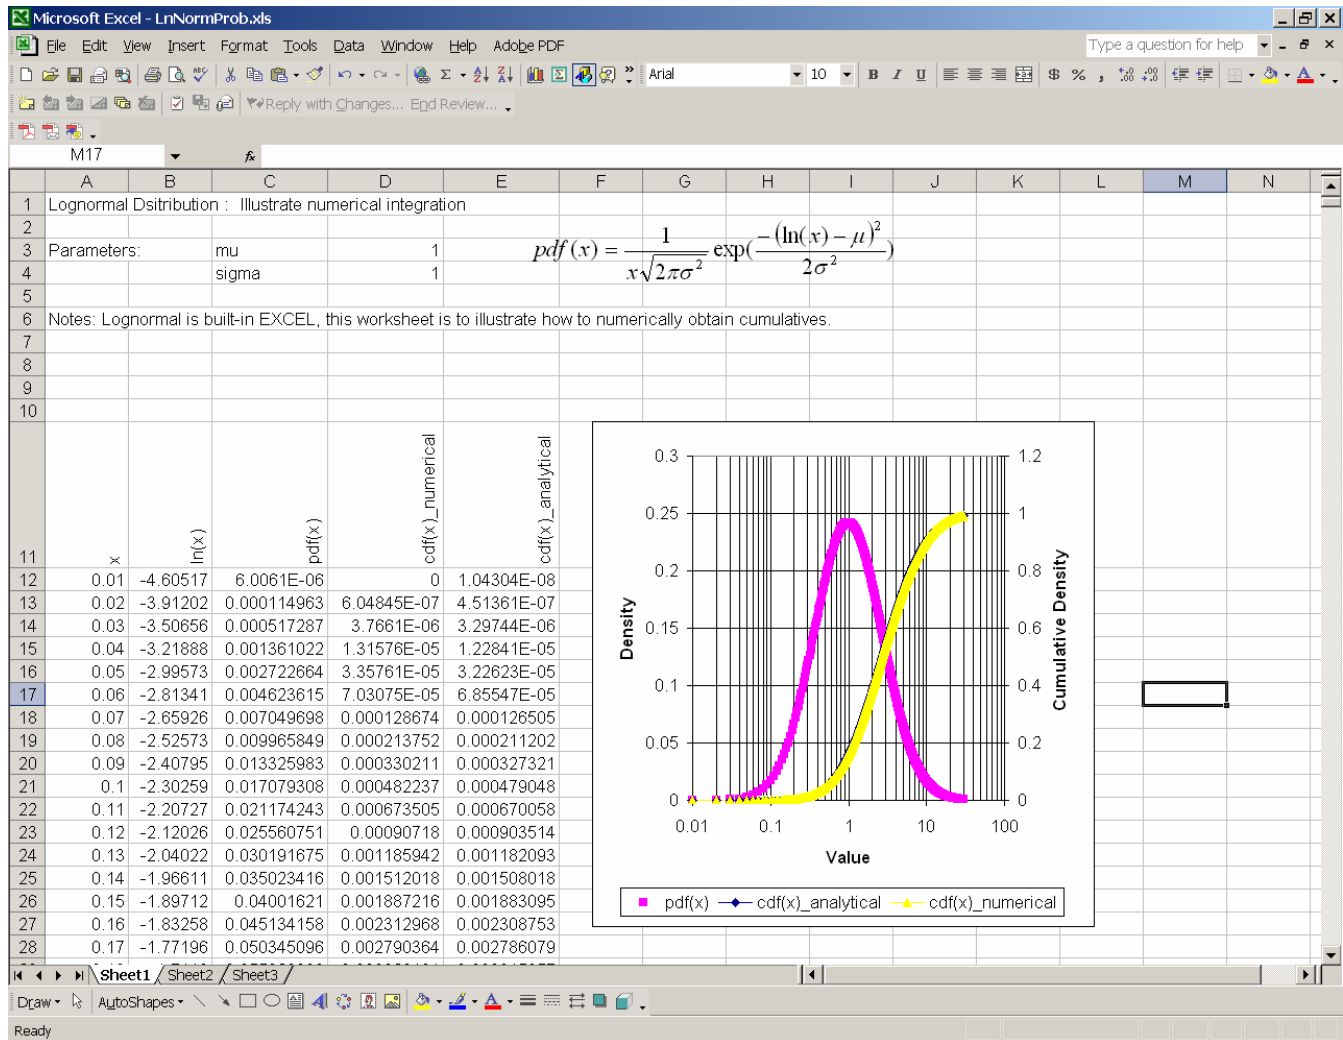 Microsoft Excel - LnNormProb.xls
File Edit View Insert Format Tools Data Window Help Adobe PDF Type a question for help
Arial 10 B I U $ % ,
Reply with Changes... End Review...
M17 fx
A B C D E F G H I J K L M N
1 Lognormal Dsitribution : Illustrate numerical integration
2
3 Parameters: mu 1 pdf (x) = 1 / x√2πσ² exp( −(ln(x) − μ)² / 2σ² )
4 sigma 1
5
6 Notes: Lognormal is built-in EXCEL, this worksheet is to illustrate how to numerically obtain cumulatives.
7
8
9
10
11 x ln(x) pdf(x) cdf(x)_numerical cdf(x)_analytical
12 0.01 -4.60517 6.0061E-06 0 1.04304E-08
13 0.02 -3.91202 0.000114963 6.04845E-07 4.51361E-07
14 0.03 -3.50656 0.000517287 3.7661E-06 3.29744E-06
15 0.04 -3.21888 0.001361022 1.31576E-05 1.22841E-05
16 0.05 -2.99573 0.002722664 3.35761E-05 3.22623E-05
17 0.06 -2.81341 0.004623615 7.03075E-05 6.85547E-05
18 0.07 -2.65926 0.007049698 0.000128674 0.000126505
19 0.08 -2.52573 0.009965849 0.000213752 0.000211202
20 0.09 -2.40795 0.013325983 0.000330211 0.000327321
21 0.1 -2.30259 0.017079308 0.000482237 0.000479048
22 0.11 -2.20727 0.021174243 0.000673505 0.000670058
23 0.12 -2.12026 0.025560751 0.00090718 0.000903514
24 0.13 -2.04022 0.030191675 0.001185942 0.001182093
25 0.14 -1.96611 0.035023416 0.001512018 0.001508018
26 0.15 -1.89712 0.04001621 0.001887216 0.001883095
27 0.16 -1.83258 0.045134158 0.002312968 0.002308753
28 0.17 -1.77196 0.050345096 0.002790364 0.002786079
0.3 1.2
0.25 1
0.2 0.8
0.15 0.6
0.1 0.4
0.05 0.2
0 0
Density
Cumulative Density
0.01 0.1 1 10 100
Value
pdf(x) cdf(x)_analytical cdf(x)_numerical
Sheet1 Sheet2 Sheet3
Draw AutoShapes
Ready